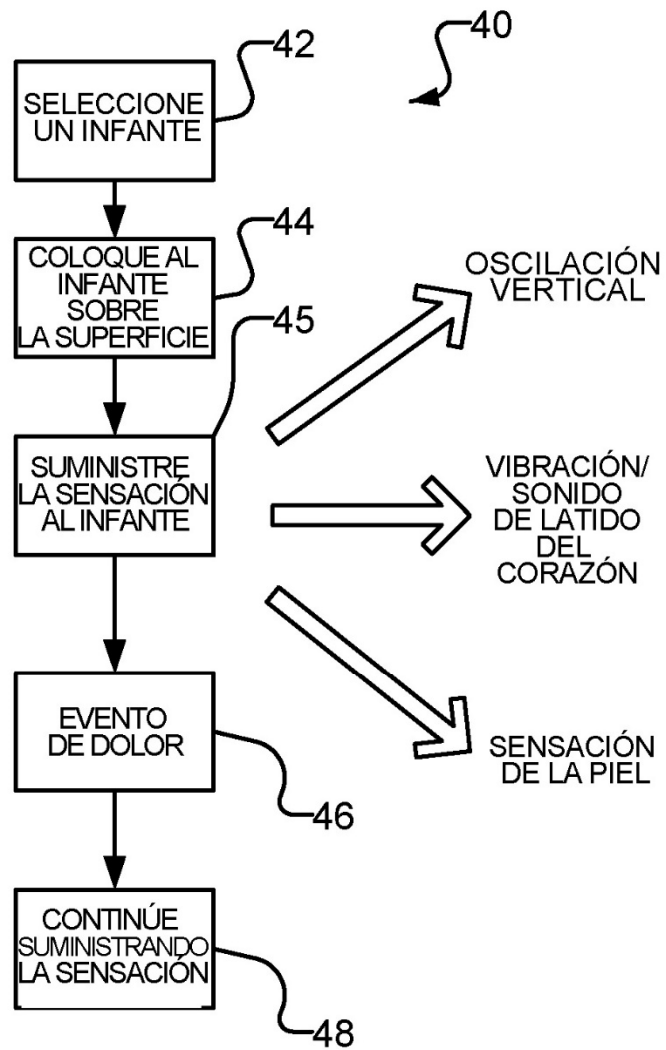 42
40
SELECCIONE
UN INFANTE
44
COLOQUE AL
INFANTE
SOBRE
LA SUPERFICIE
45
OSCILACIÓN
VERTICAL
SUMINISTRE
LA SENSACIÓN
AL INFANTE
VIBRACIÓN/
SONIDO
DE LATIDO
DEL
CORAZÓN
EVENTO
DE DOLOR
46
SENSACIÓN
DE LA PIEL
CONTINÚE
SUMINISTRANDO
LA SENSACIÓN
48